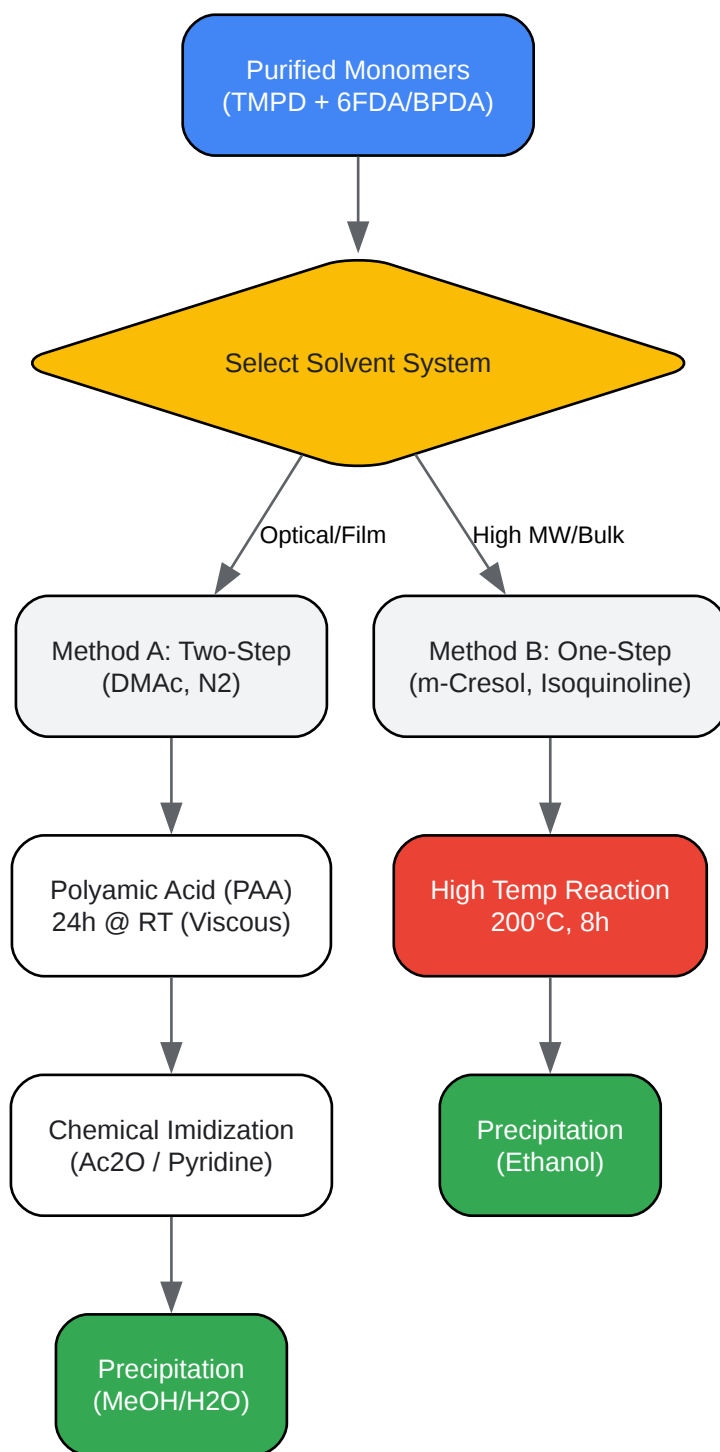 Purified Monomers
(TMPD + 6FDA/BPDA)
Select Solvent System
Optical/Film
High MW/Bulk
Method A: Two-Step
(DMAc, N2)
Method B: One-Step
(m-Cresol, Isoquinoline)
Polyamic Acid (PAA)
24h @ RT (Viscous)
High Temp Reaction
200°C, 8h
Chemical Imidization
(Ac2O / Pyridine)
Precipitation
(Ethanol)
Precipitation
(MeOH/H2O)